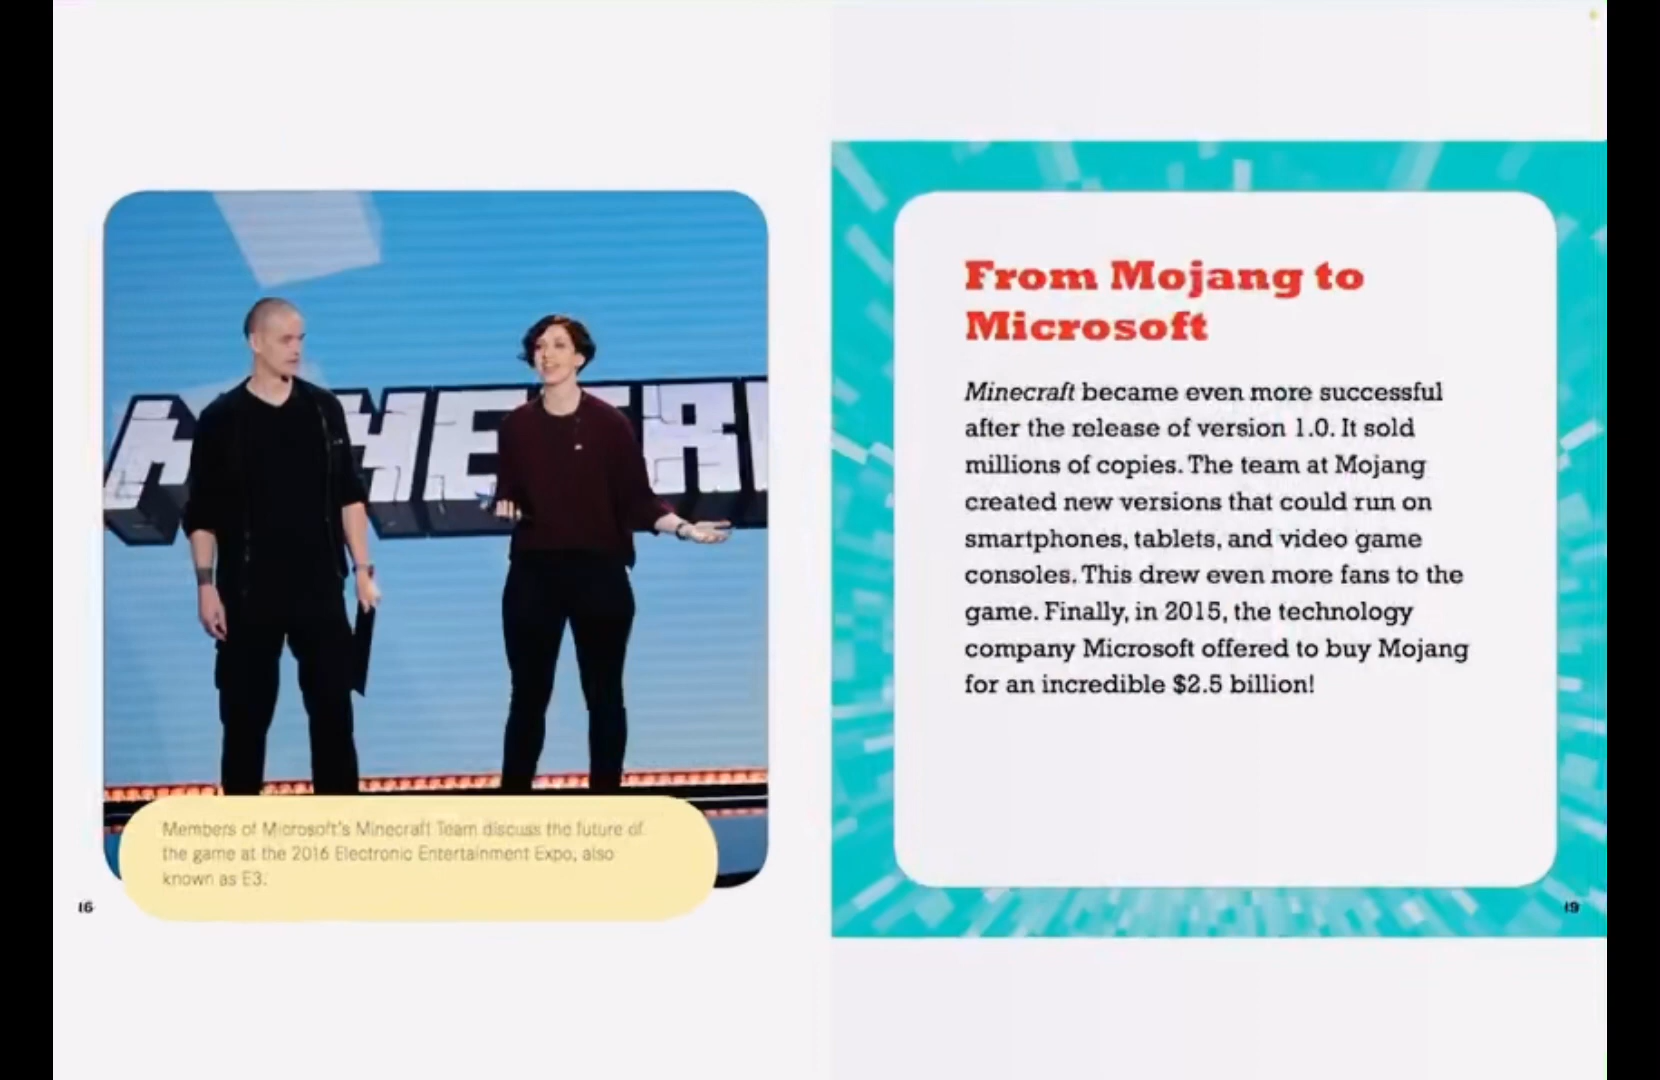 MINECRA
Members of Microsoft's Minecraft Team discuss the future of
the game at the 2016 Electronic Entertainment Expo, also
known as E3.
16
From Mojang to
Microsoft
Minecraft became even more successful
after the release of version 1.0. It sold
millions of copies. The team at Mojang
created new versions that could run on
smartphones, tablets, and video game
consoles. This drew even more fans to the
game. Finally, in 2015, the technology
company Microsoft offered to buy Mojang
for an incredible $2.5 billion!
19